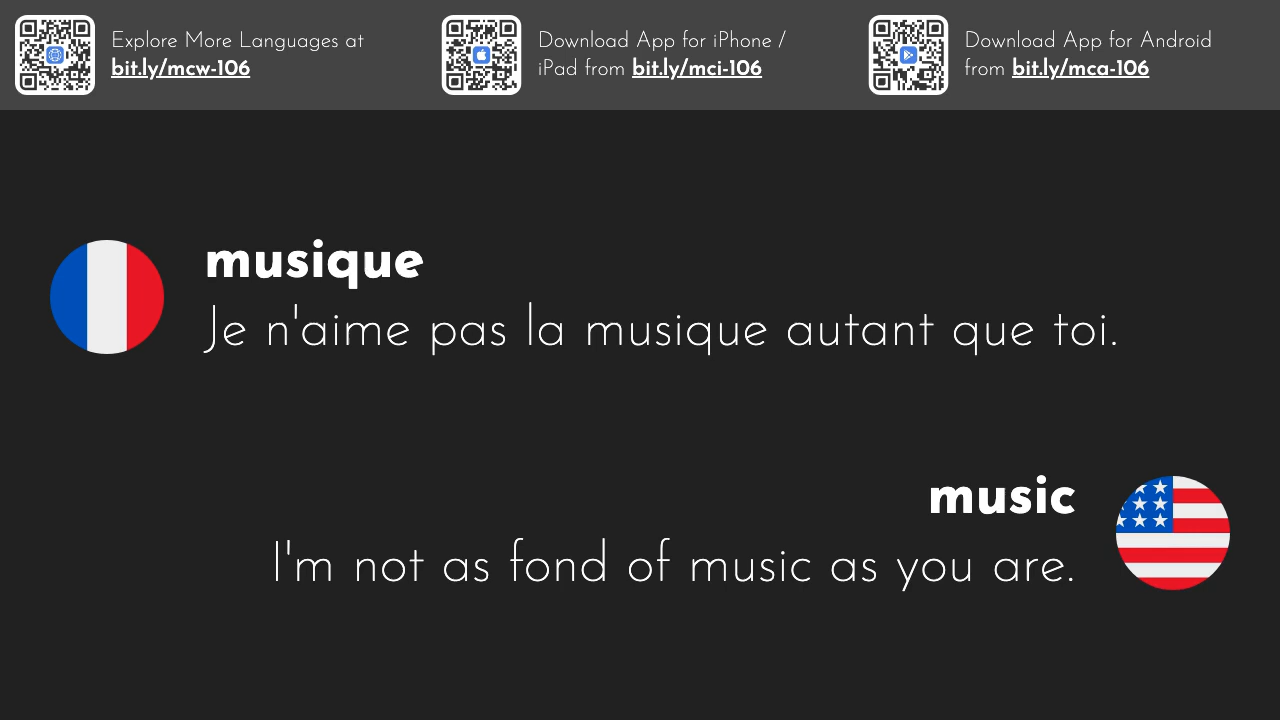 Explore More Languages at
bit.ly/mcw-106
Download App for iPhone /
iPad from bit.ly/mci-106
Download App for Android
from bit.ly/mca-106
musique
Je n'aime pas la musique autant que toi.
music
I'm not as fond of music as you are.